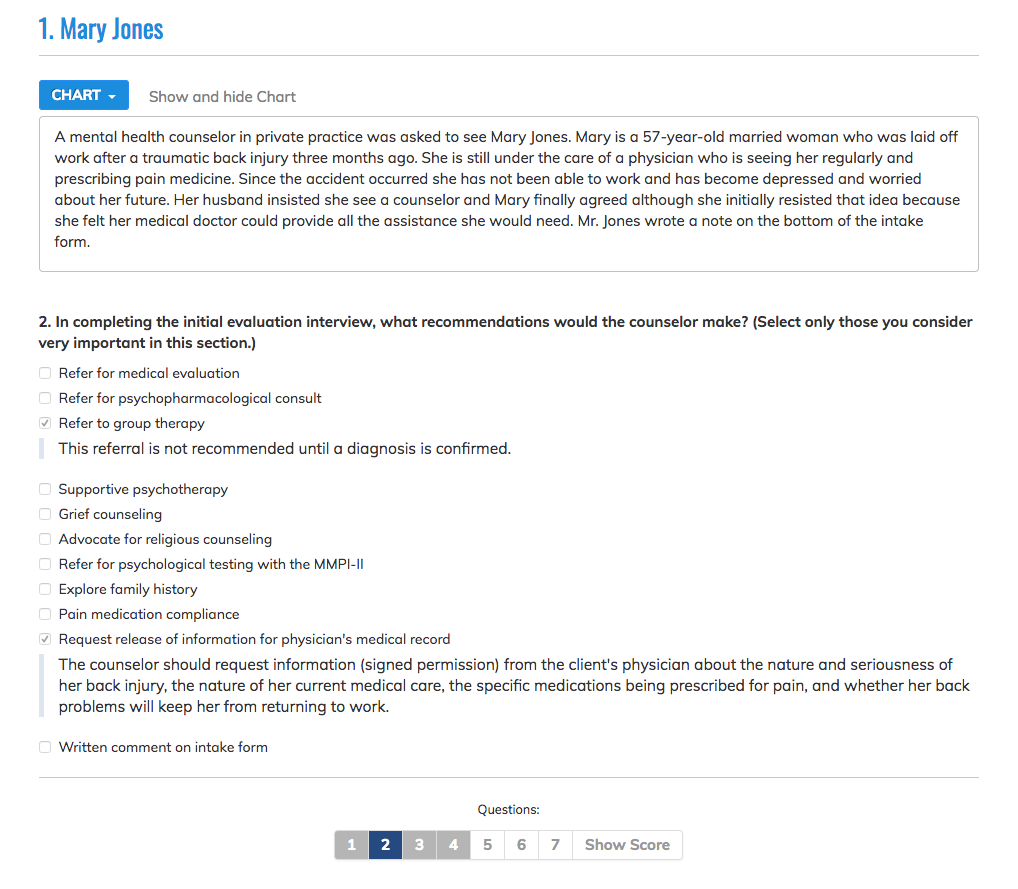 1. Mary Jones
CHART
Show and hide Chart
A mental health counselor in private practice was asked to see Mary Jones. Mary is a 57-year-old married woman who was laid off
work after a traumatic back injury three months ago. She is still under the care of a physician who is seeing her regularly and
prescribing pain medicine. Since the accident occurred she has not been able to work and has become depressed and worried
about her future. Her husband insisted she see a counselor and Mary finally agreed although she initially resisted that idea because
she felt her medical doctor could provide all the assistance she would need. Mr. Jones wrote a note on the bottom of the intake
form.
2. In completing the initial evaluation interview, what recommendations would the counselor make? (Select only those you consider
very important in this section.)
Refer for medical evaluation
Refer for psychopharmacological consult
Refer to group therapy
This referral is not recommended until a diagnosis is confirmed.
Supportive psychotherapy
Grief counseling
Advocate for religious counseling
Refer for psychological testing with the MMPI-II
Explore family history
Pain medication compliance
Request release of information for physician's medical record
The counselor should request information (signed permission) from the client's physician about the nature and seriousness of
her back injury, the nature of her current medical care, the specific medications being prescribed for pain, and whether her back
problems will keep her from returning to work.
Written comment on intake form
Questions:
1 2 3 4 5 6 7 Show Score